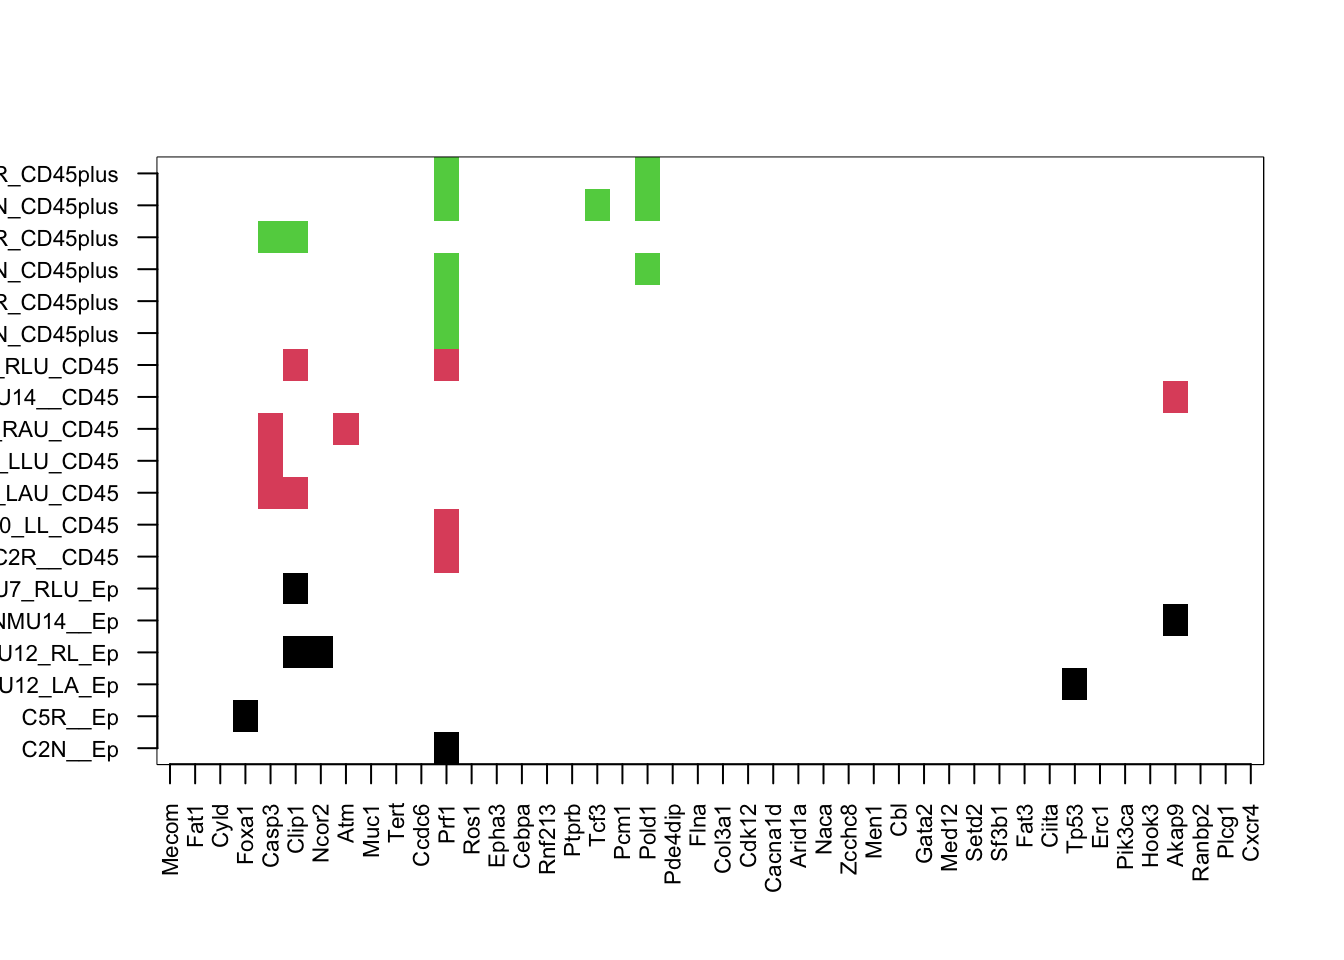 R_CD45plus
N_CD45plus
R_CD45plus
N_CD45plus
R_CD45plus
N_CD45plus
_RLU_CD45
U14__CD45
_RAU_CD45
_LLU_CD45
_LAU_CD45
0_LL_CD45
C2R__CD45
U7_RLU_Ep
NMU14__Ep
U12_RL_Ep
U12_LA_Ep
C5R__Ep
C2N__Ep
Mecom
Fat1
Cyld
Foxa1
Casp3
Clip1
Ncor2
Atm
Muc1
Tert
Ccdc6
Prf1
Ros1
Epha3
Cebpa
Rnf213
Ptprb
Tcf3
Pcm1
Pold1
Pde4dip
Flna
Col3a1
Cdk12
Cacna1d
Arid1a
Naca
Zcchc8
Men1
Cbl
Gata2
Med12
Setd2
Sf3b1
Fat3
Ciita
Tp53
Erc1
Pik3ca
Hook3
Akap9
Ranbp2
Plcg1
Cxcr4